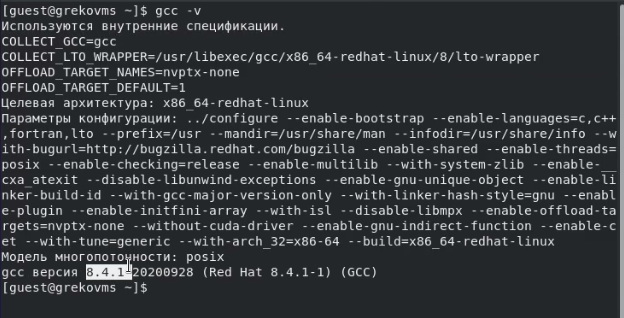 [guest@grekovms ~]$ gcc -v
Используются внутренние спецификации.
COLLECT_GCC=gcc
COLLECT_LTO_WRAPPER=/usr/libexec/gcc/x86_64-redhat-linux/8/lto-wrapper
OFFLOAD_TARGET_NAMES=nvptx-none
OFFLOAD_TARGET_DEFAULT=1
Целевая архитектура: x86_64-redhat-linux
Параметры конфигурации: ../configure --enable-bootstrap --enable-languages=c,c++
,fortran,lto --prefix=/usr --mandir=/usr/share/man --infodir=/usr/share/info --w
ith-bugurl=http://bugzilla.redhat.com/bugzilla --enable-shared --enable-threads=
posix --enable-checking=release --enable-multilib --with-system-zlib --enable-__
cxa_atexit --disable-libunwind-exceptions --enable-gnu-unique-object --enable-li
nker-build-id --with-gcc-major-version-only --with-linker-hash-style=gnu --enabl
e-plugin --enable-initfini-array --with-isl --disable-libmpx --enable-offload-ta
rgets=nvptx-none --without-cuda-driver --enable-gnu-indirect-function --enable-c
et --with-tune=generic --with-arch_32=x86-64 --build=x86_64-redhat-linux
Модель многопоточности: posix
gcc версия 8.4.1 20200928 (Red Hat 8.4.1-1) (GCC)
[guest@grekovms ~]$